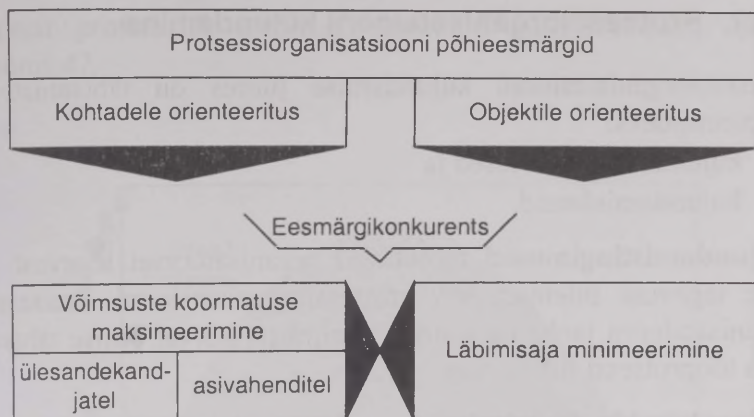 Protsessiorganisatsiooni põhieesmärgid
Kohtadele orienteeritus
Objektile orienteeritus
Eesmärgikonkurents
Võimsuste koormatuse
maksimeerimine
ülesandekand-
jatel
asivahenditel
Läbimisaja minimeerimine